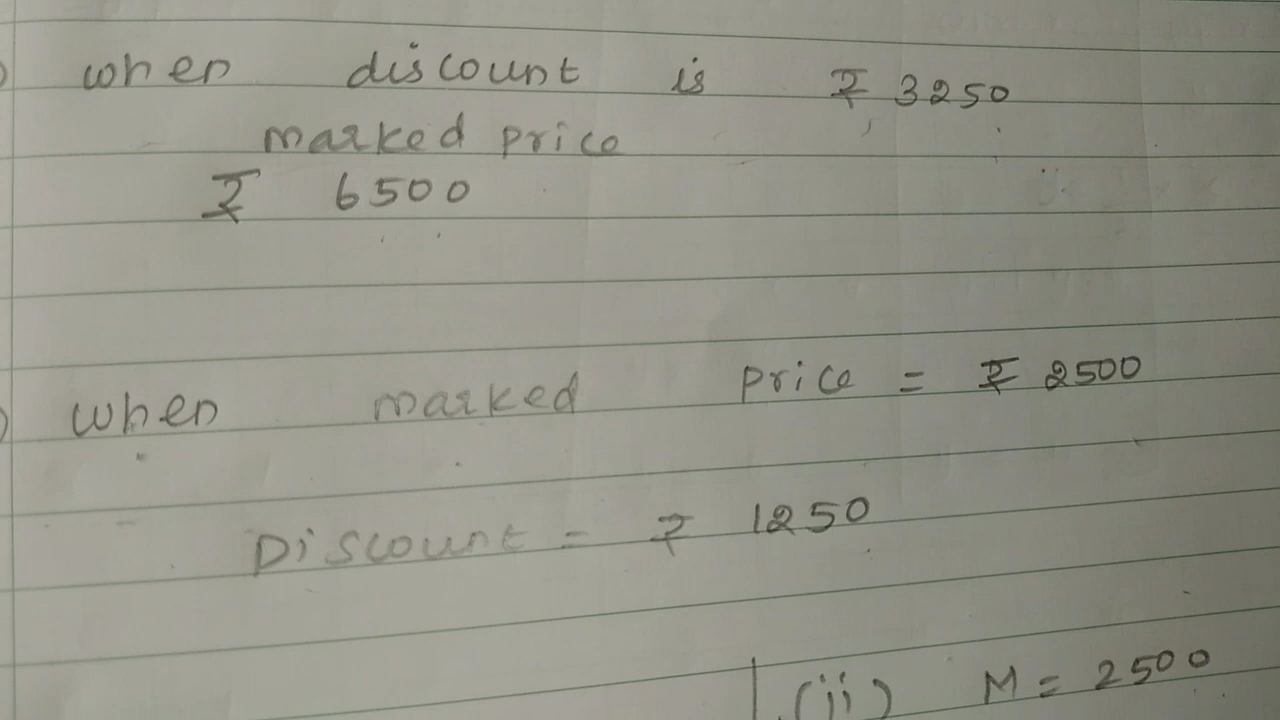 ) when discount is ₹ 3250
marked price
₹ 6500
) when marked price = ₹ 2500
Discount = ₹ 1250
(ii) M = 2500